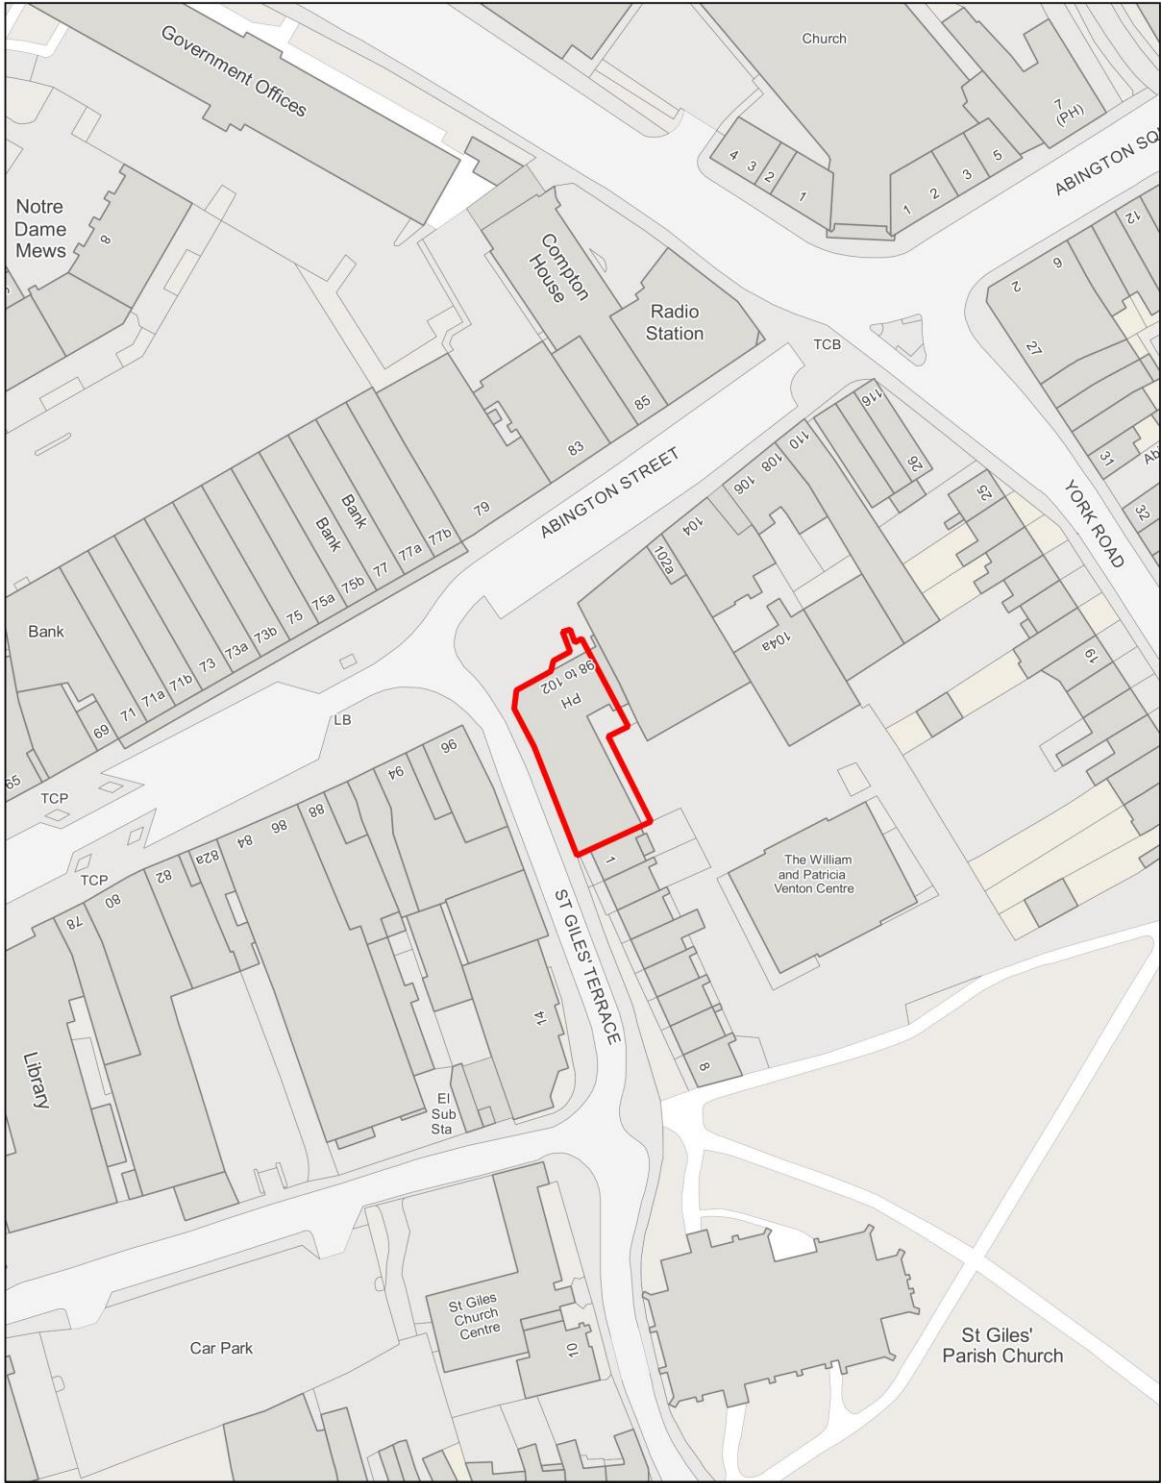 Government Offices
Church
7
(PH)
ABINGTON SQ
4
3
2
1
1
2
3
5
Notre
Dame
Mews
8
Compton
House
Radio
Station
TCB
2
6
12
27
31
32
Ab
85
83
79
ABINGTON STREET
116
110
108
106
104
102a
104a
26
25
YORK ROAD
19
Bank
Bank
Bank
77b
77a
77
75b
75a
75
73b
73a
73
71b
71a
71
69
65
98 to 102
PH
LB
TCP
TCP
96
94
88
86
84
82a
82
80
78
1
The William
and Patricia
Venton Centre
ST GILES' TERRACE
14
8
Library
El
Sub
Sta
St Giles
Church
Centre
10
Car Park
St Giles'
Parish Church